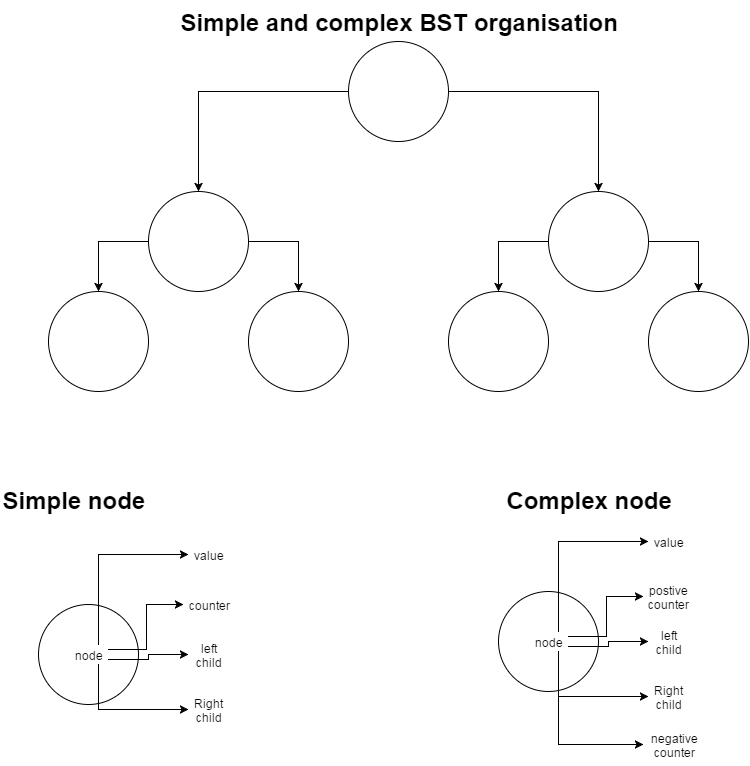 Simple and complex BST organisation
Simple node
value
counter
node
left
child
Right
child
Complex node
value
postive
counter
node
left
child
Right
child
negative
counter